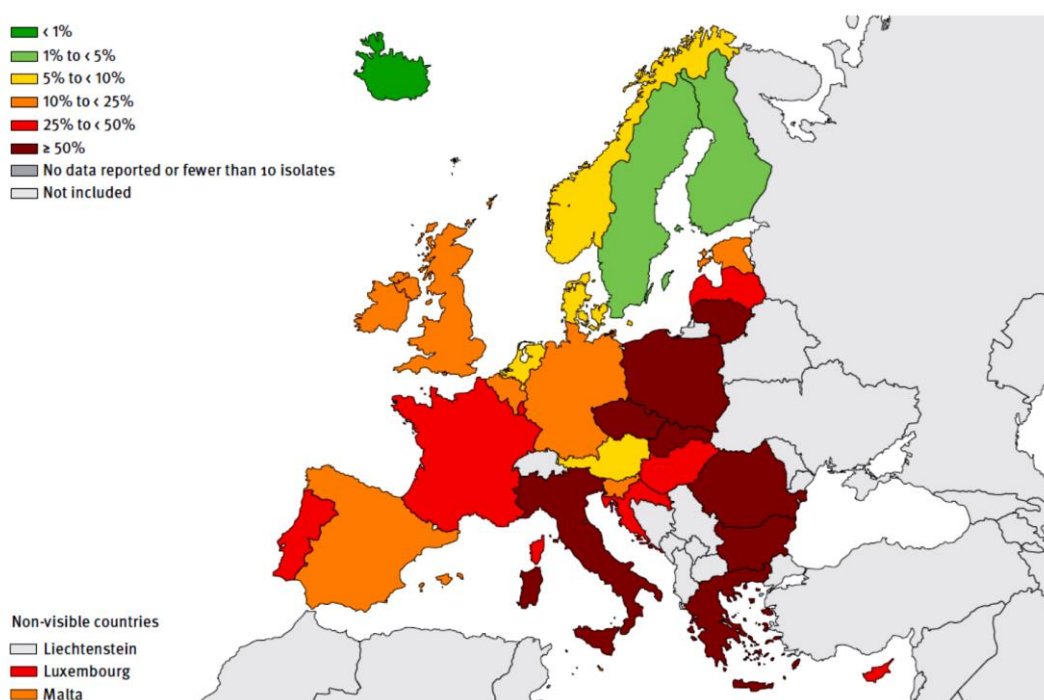 < 1%
1% to < 5%
5% to < 10%
10% to < 25%
25% to < 50%
≥ 50%
No data reported or fewer than 10 isolates
Not included
Non-visible countries
Liechtenstein
Luxembourg
Malta